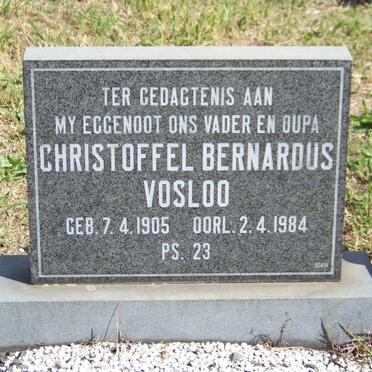 TER GEDAGTENIS AAN
MY EGGENOOT ONS VADER EN OUPA
CHRISTOFFEL BERNARDUS
VOSLOO
GEB. 7.4.1905 OORL. 2.4.1984
PS. 23